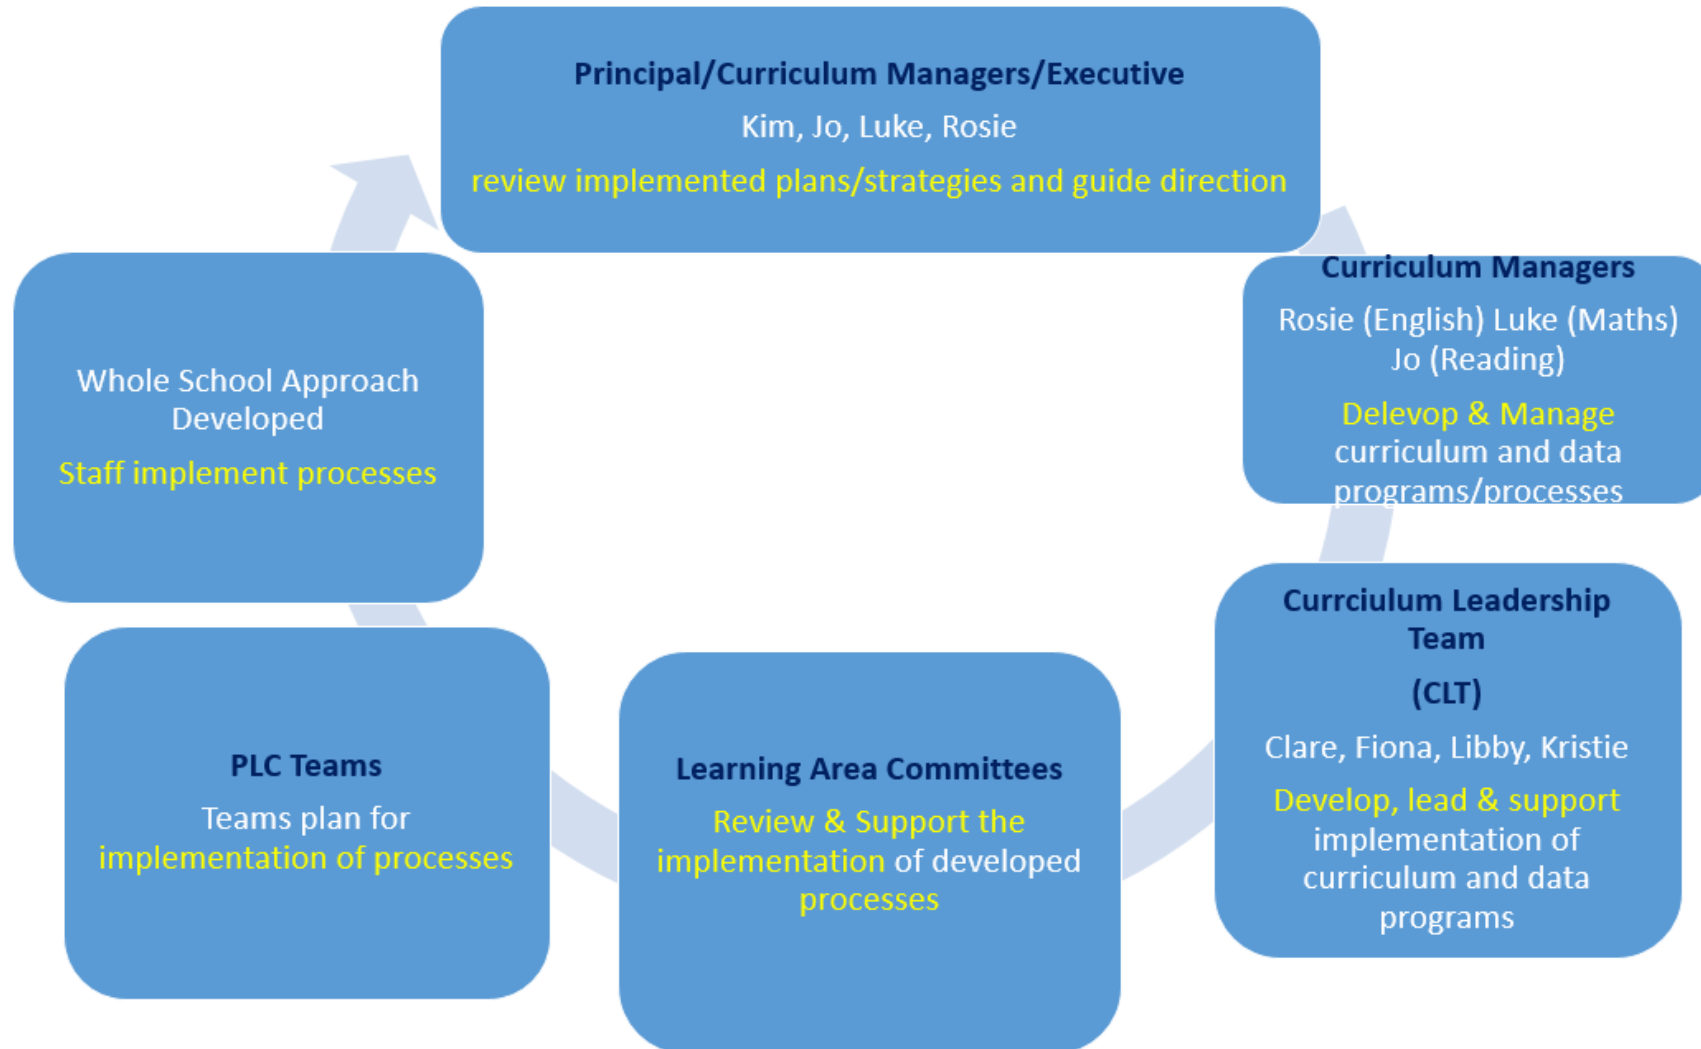 Principal/Curriculum Managers/Executive
Kim, Jo, Luke, Rosie
review implemented plans/strategies and guide direction
Curriculum Managers
Rosie (English) Luke (Maths)
Jo (Reading)
Delevop & Manage
curriculum and data
programs/processes
Currciulum Leadership
Team
(CLT)
Clare, Fiona, Libby, Kristie
Develop, lead & support
implementation of
curriculum and data
programs
Learning Area Committees
Review & Support the
implementation of developed
processes
PLC Teams
Teams plan for
implementation of processes
Whole School Approach
Developed
Staff implement processes